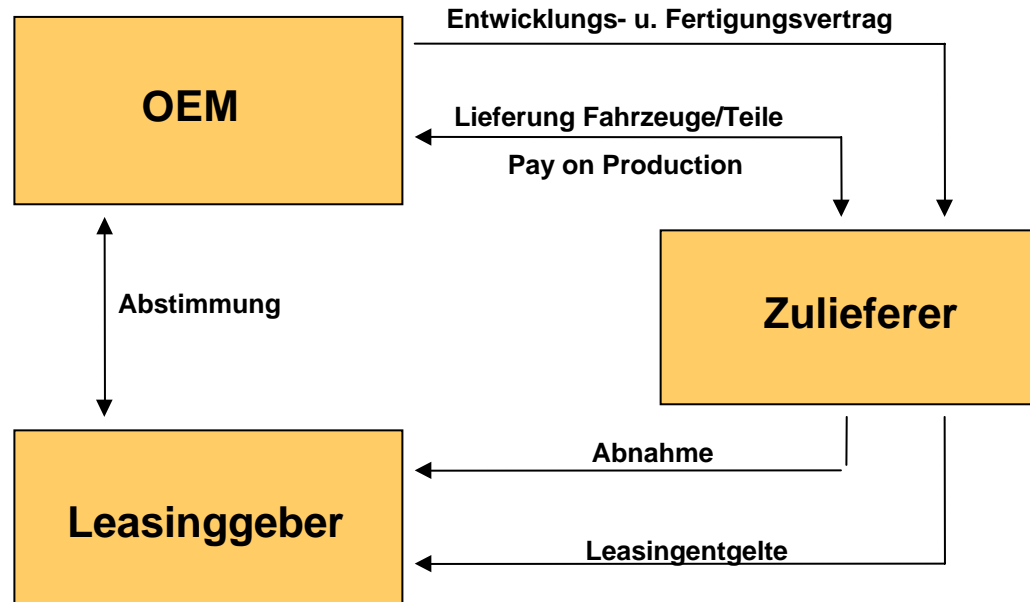 Entwicklungs- u. Fertigungsvertrag
OEM
Lieferung Fahrzeuge/Teile
Pay on Production
Zulieferer
Abstimmung
Abnahme
Leasinggeber
Leasingentgelte